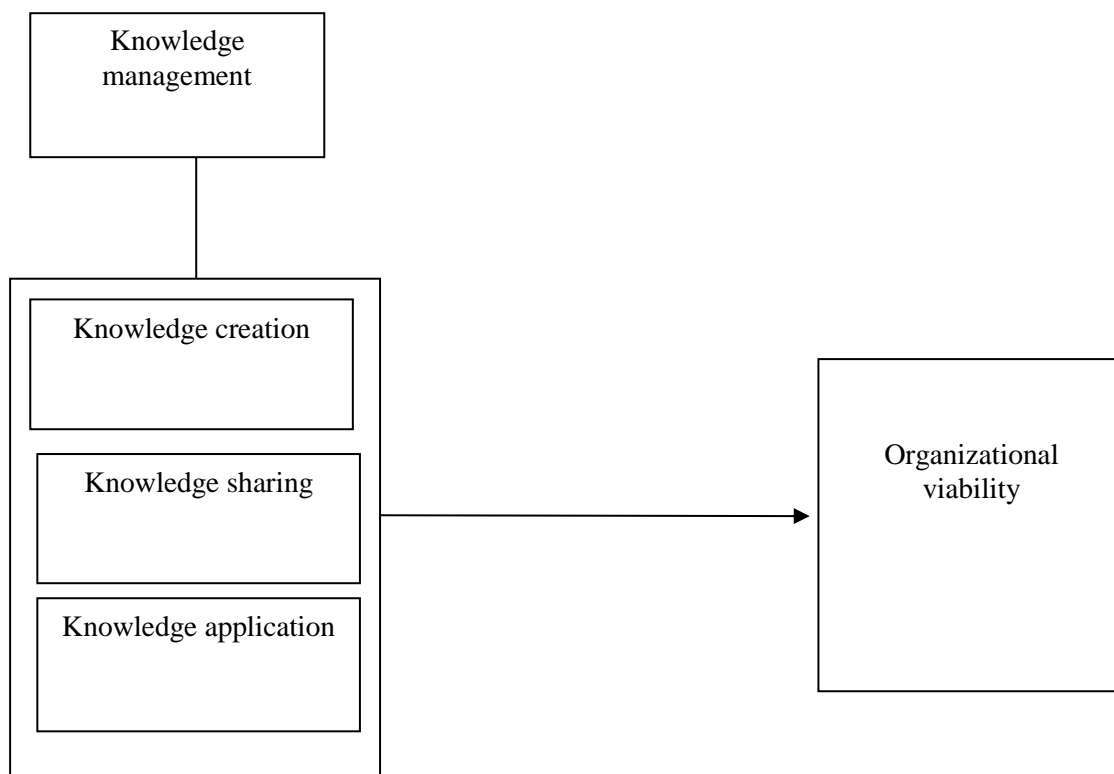 Knowledge
management
Knowledge creation
Knowledge sharing
Organizational
viability
Knowledge application